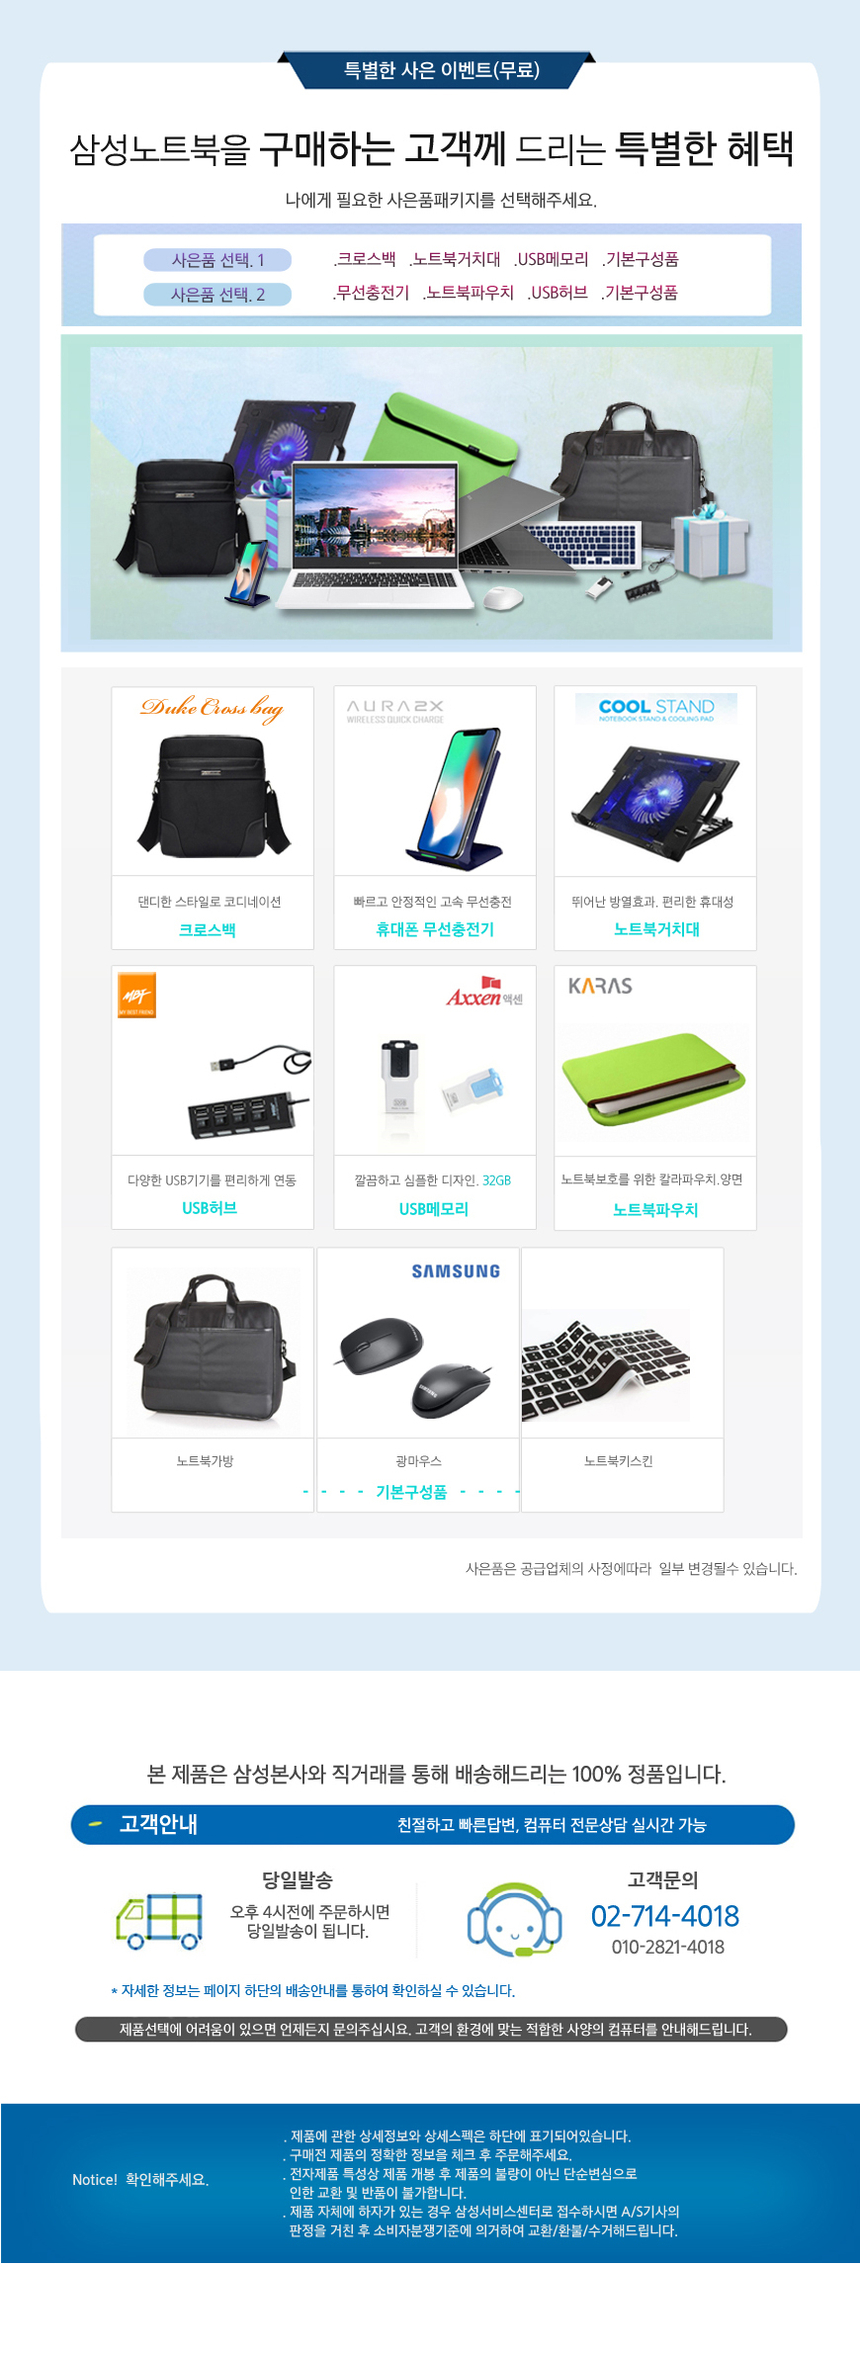 특별한 사은 이벤트(무료)
삼성노트북을 구매하는 고객께 드리는 특별한 혜택
나에게 필요한 사은품패키지를 선택해주세요.
사은품 선택. 1 .크로스백 .노트북거치대 .USB메모리 .기본구성품
사은품 선택. 2 .무선충전기 .노트북파우치 .USB허브 .기본구성품
Duke Cross bag
AURA2X
WIRELESS QUICK CHARGE
COOL STAND
NOTEBOOK STAND & COOLING PAD
댄디한 스타일로 코디네이션
크로스백
빠르고 안정적인 고속 무선충전
휴대폰 무선충전기
뛰어난 방열효과. 편리한 휴대성
노트북거치대
MBF
MY BEST FRIEND
Axxen 액센
KARAS
다양한 USB기기를 편리하게 연동
USB허브
깔끔하고 심플한 디자인. 32GB
USB메모리
노트북보호를 위한 칼라파우치.양면
노트북파우치
SAMSUNG
SAMSUNG
노트북가방
광마우스
노트북키스킨
- - - - 기본구성품 - - - -
사은품은 공급업체의 사정에따라 일부 변경될수 있습니다.
본 제품은 삼성본사와 직거래를 통해 배송해드리는 100% 정품입니다.
고객안내 친절하고 빠른답변, 컴퓨터 전문상담 실시간 가능
당일발송
오후 4시전에 주문하시면
당일발송이 됩니다.
고객문의
02-714-4018
010-2821-4018
* 자세한 정보는 페이지 하단의 배송안내를 통하여 확인하실 수 있습니다.
제품선택에 어려움이 있으면 언제든지 문의주십시요. 고객의 환경에 맞는 적합한 사양의 컴퓨터를 안내해드립니다.
Notice! 확인해주세요.
. 제품에 관한 상세정보와 상세스펙은 하단에 표기되어있습니다.
. 구매전 제품의 정확한 정보을 체크 후 주문해주세요.
. 전자제품 특성상 제품 개봉 후 제품의 불량이 아닌 단순변심으로
인한 교환 및 반품이 불가합니다.
. 제품 자체에 하자가 있는 경우 삼성서비스센터로 접수하시면 A/S기사의
판정을 거친 후 소비자분쟁기준에 의거하여 교환/환불/수거해드립니다.